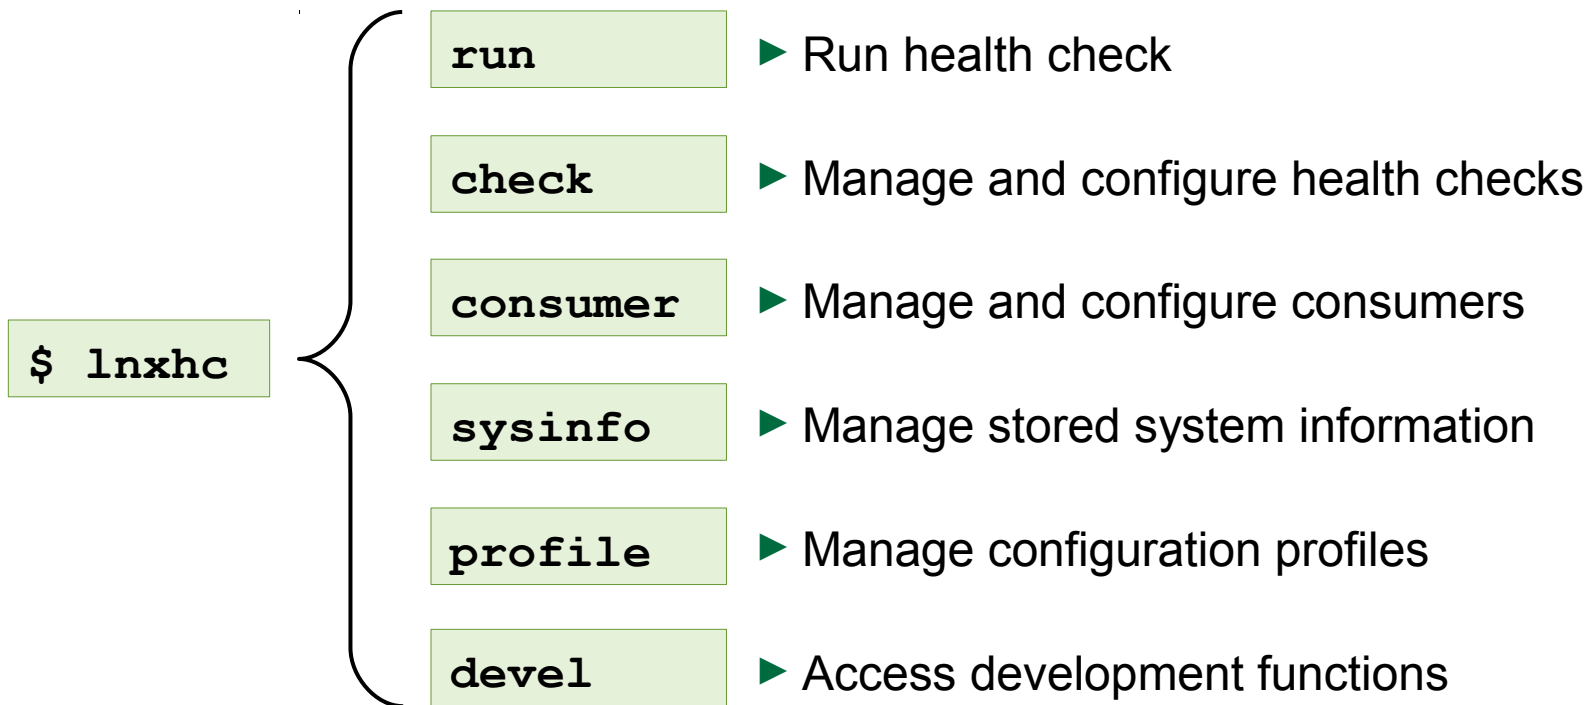 run ► Run health check
check ► Manage and configure health checks
consumer ► Manage and configure consumers
$ lnxhc
sysinfo ► Manage stored system information
profile ► Manage configuration profiles
devel ► Access development functions